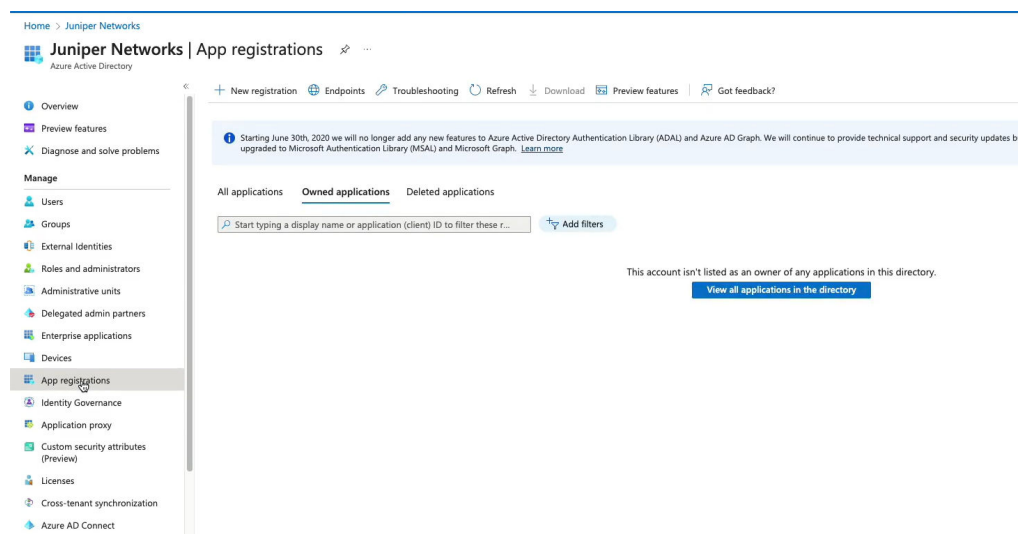 Home > Juniper Networks
Juniper Networks | App registrations ...
Azure Active Directory
«
Overview
Preview features
Diagnose and solve problems
Manage
Users
Groups
External Identities
Roles and administrators
Administrative units
Delegated admin partners
Enterprise applications
Devices
App registrations
Identity Governance
Application proxy
Custom security attributes
(Preview)
Licenses
Cross-tenant synchronization
Azure AD Connect
+ New registration Endpoints Troubleshooting Refresh Download Preview features Got feedback?
Starting June 30th, 2020 we will no longer add any new features to Azure Active Directory Authentication Library (ADAL) and Azure AD Graph. We will continue to provide technical support and security updates b
upgraded to Microsoft Authentication Library (MSAL) and Microsoft Graph. Learn more
All applications Owned applications Deleted applications
Start typing a display name or application (client) ID to filter these r... Add filters
This account isn't listed as an owner of any applications in this directory.
View all applications in the directory